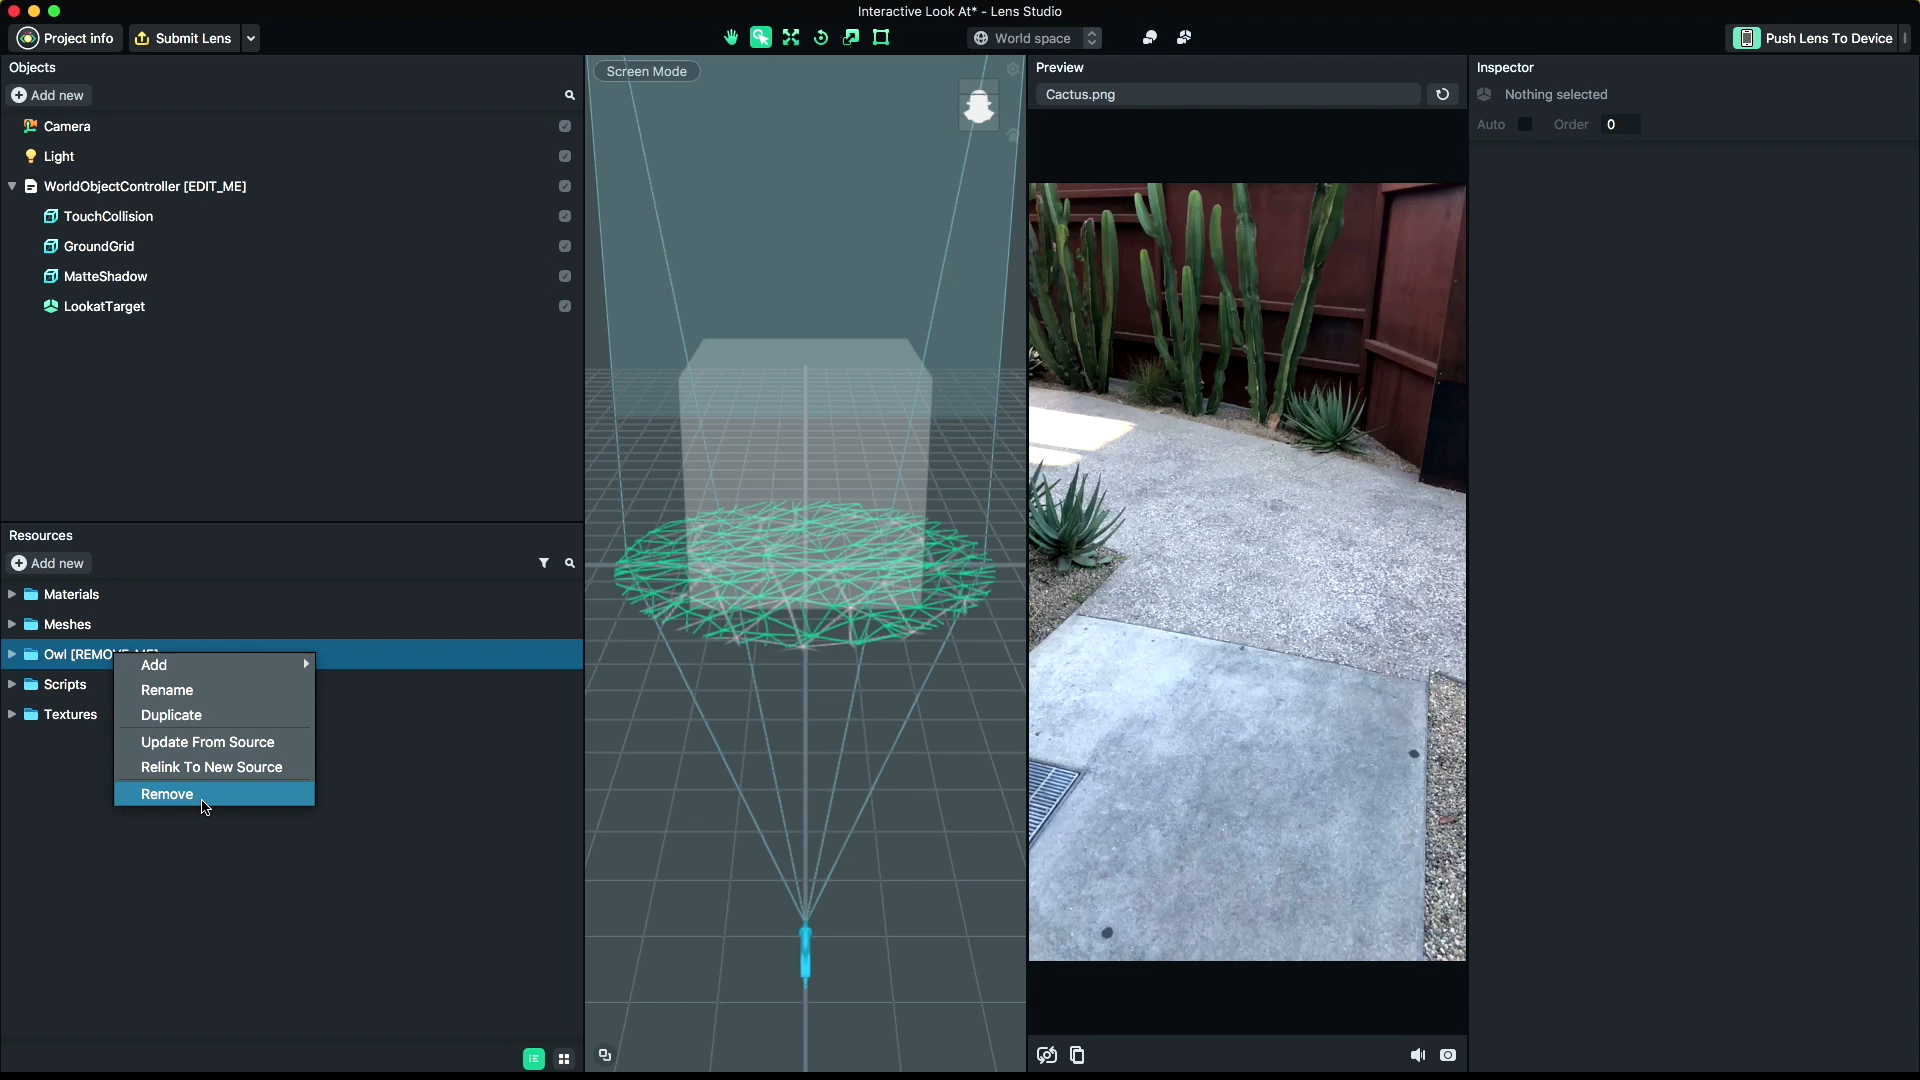 Interactive Look At* - Lens Studio
Project info
Submit Lens
World space
Push Lens To Device
Objects
Add new
Camera
Light
WorldObjectController [EDIT_ME]
TouchCollision
GroundGrid
MatteShadow
LookatTarget
Resources
Add new
Materials
Meshes
Owl [REMOVE_ME]
Scripts
Textures
Add
Rename
Duplicate
Update From Source
Relink To New Source
Remove
Screen Mode
Preview
Cactus.png
Inspector
Nothing selected
Auto
Order 0